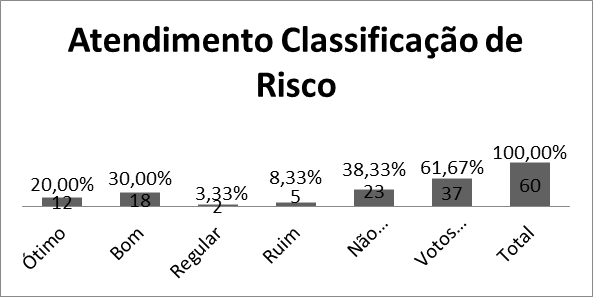 Atendimento Classificação de
Risco
20,00% 30,00% 3,33% 8,33% 38,33% 61,67% 100,00%
12 18 2 5 23 37 60
Ótimo Bom Regular Ruim Não... Votos... Total